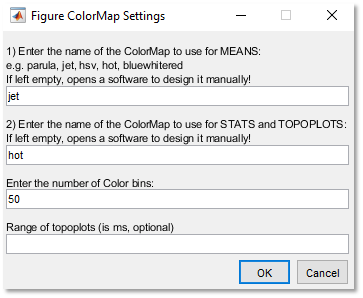 Figure ColorMap Settings
1) Enter the name of the ColorMap to use for MEANS:
e.g. parula, jet, hsv, hot, bluewhitered
If left empty, opens a software to design it manually!
jet
2) Enter the name of the ColorMap to use for STATS and TOPOPLOTS:
If left empty, opens a software to design it manually!
hot
Enter the number of Color bins:
50
Range of topoplots (is ms, optional)
OK Cancel